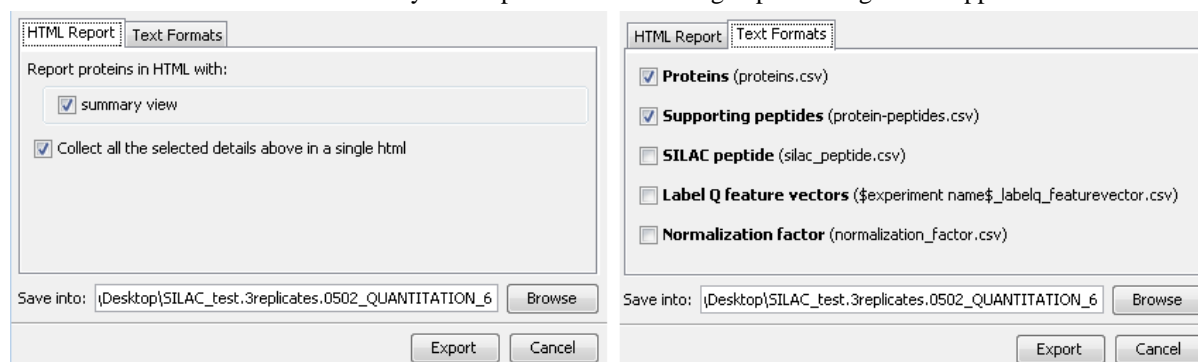 HTML Report Text Formats
Report proteins in HTML with:
summary view
Collect all the selected details above in a single html
Save into: \Desktop\SILAC_test.3replicates.0502_QUANTITATION_6 Browse
Export Cancel
HTML Report Text Formats
Proteins (proteins.csv)
Supporting peptides (protein-peptides.csv)
SILAC peptide (silac_peptide.csv)
Label Q feature vectors ($experiment name$_labelq_featurevector.csv)
Normalization factor (normalization_factor.csv)
Save into: \Desktop\SILAC_test.3replicates.0502_QUANTITATION_6 Browse
Export Cancel